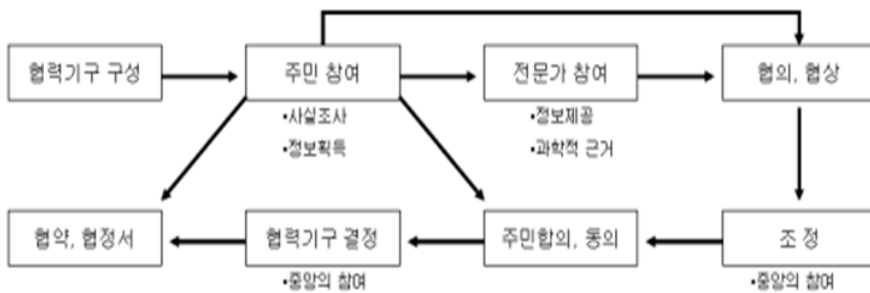 협력기구 구성
주민 참여
전문가 참여
협의, 협상
•사실조사
•정보획득
•정보제공
•과학적 근거
협약, 협정서
협력기구 결정
주민합의, 동의
조 정
•중앙의 참여
•중앙의 참여